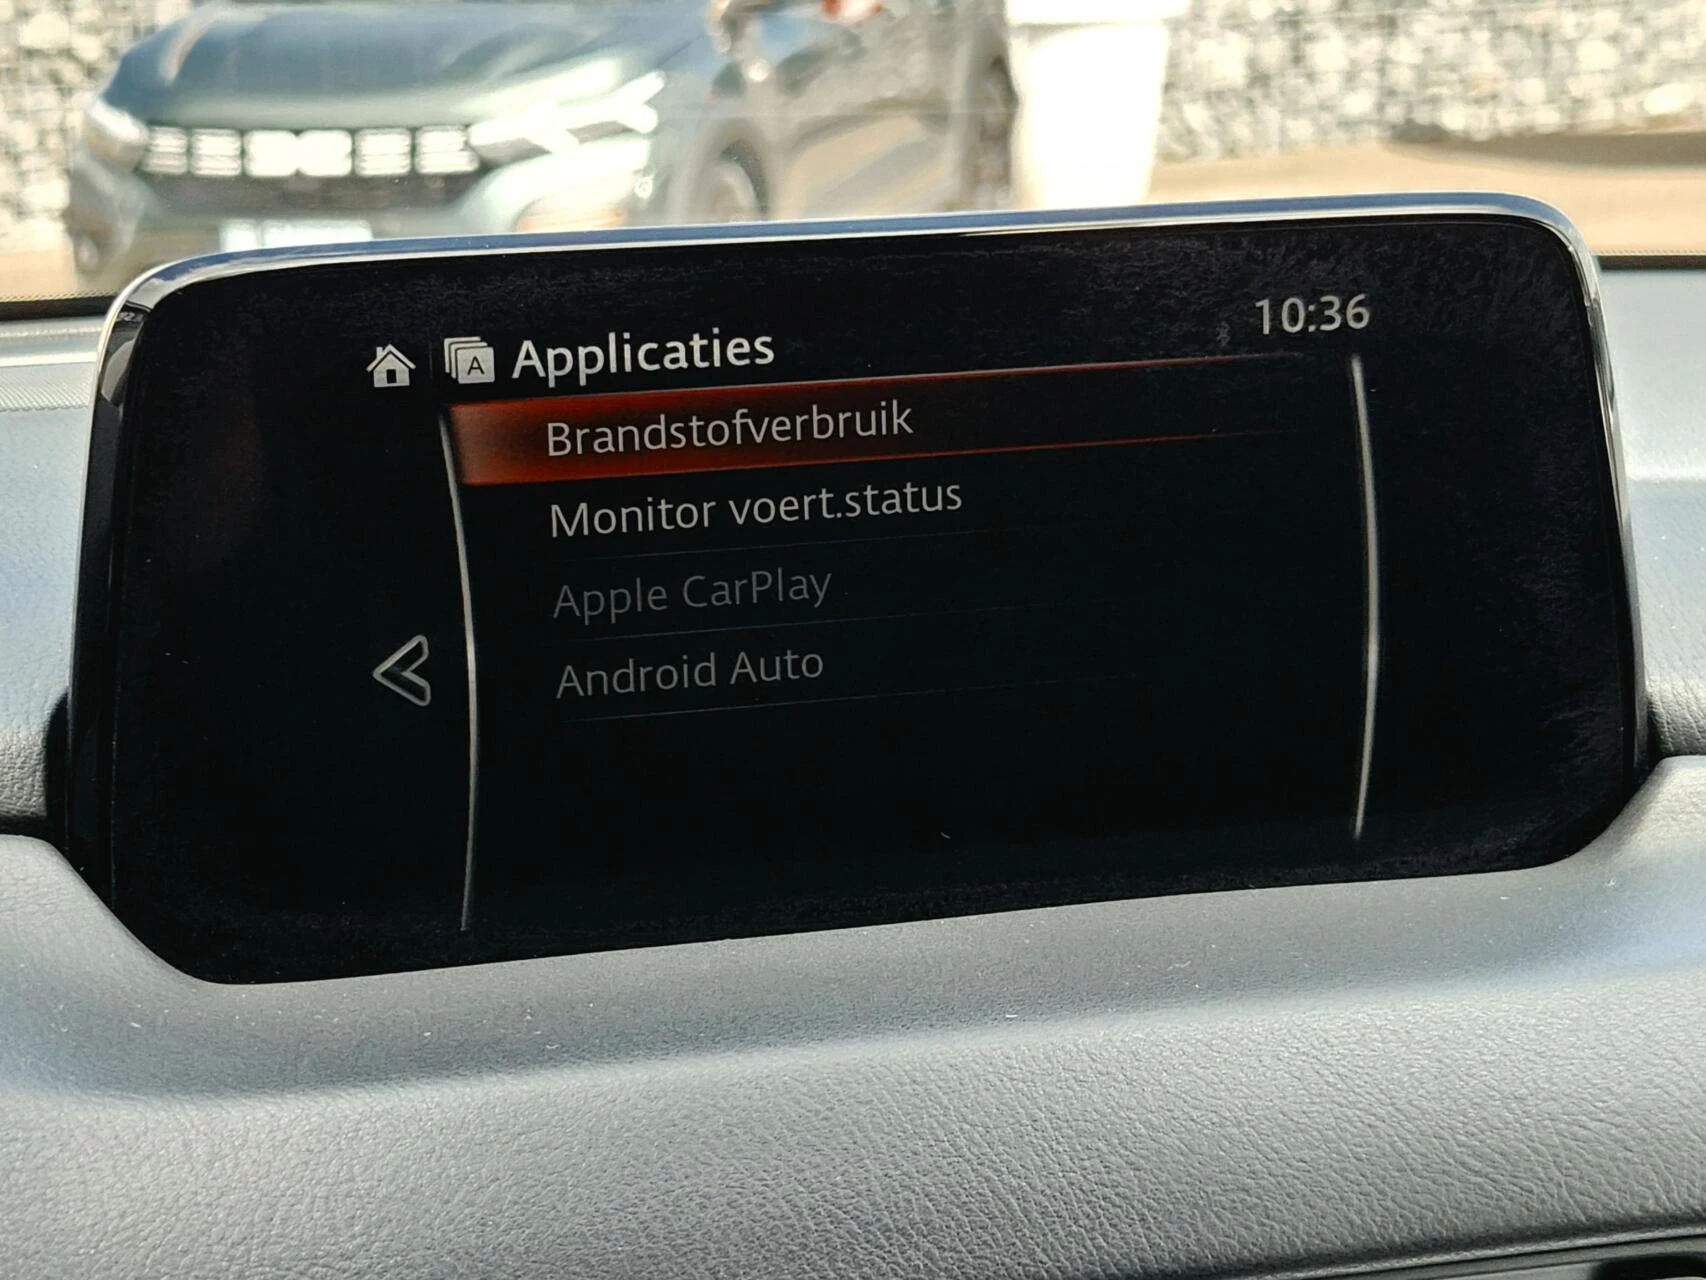 10:36
A Applicaties
Brandstofverbruik
Monitor voert.status
Apple CarPlay
Android Auto